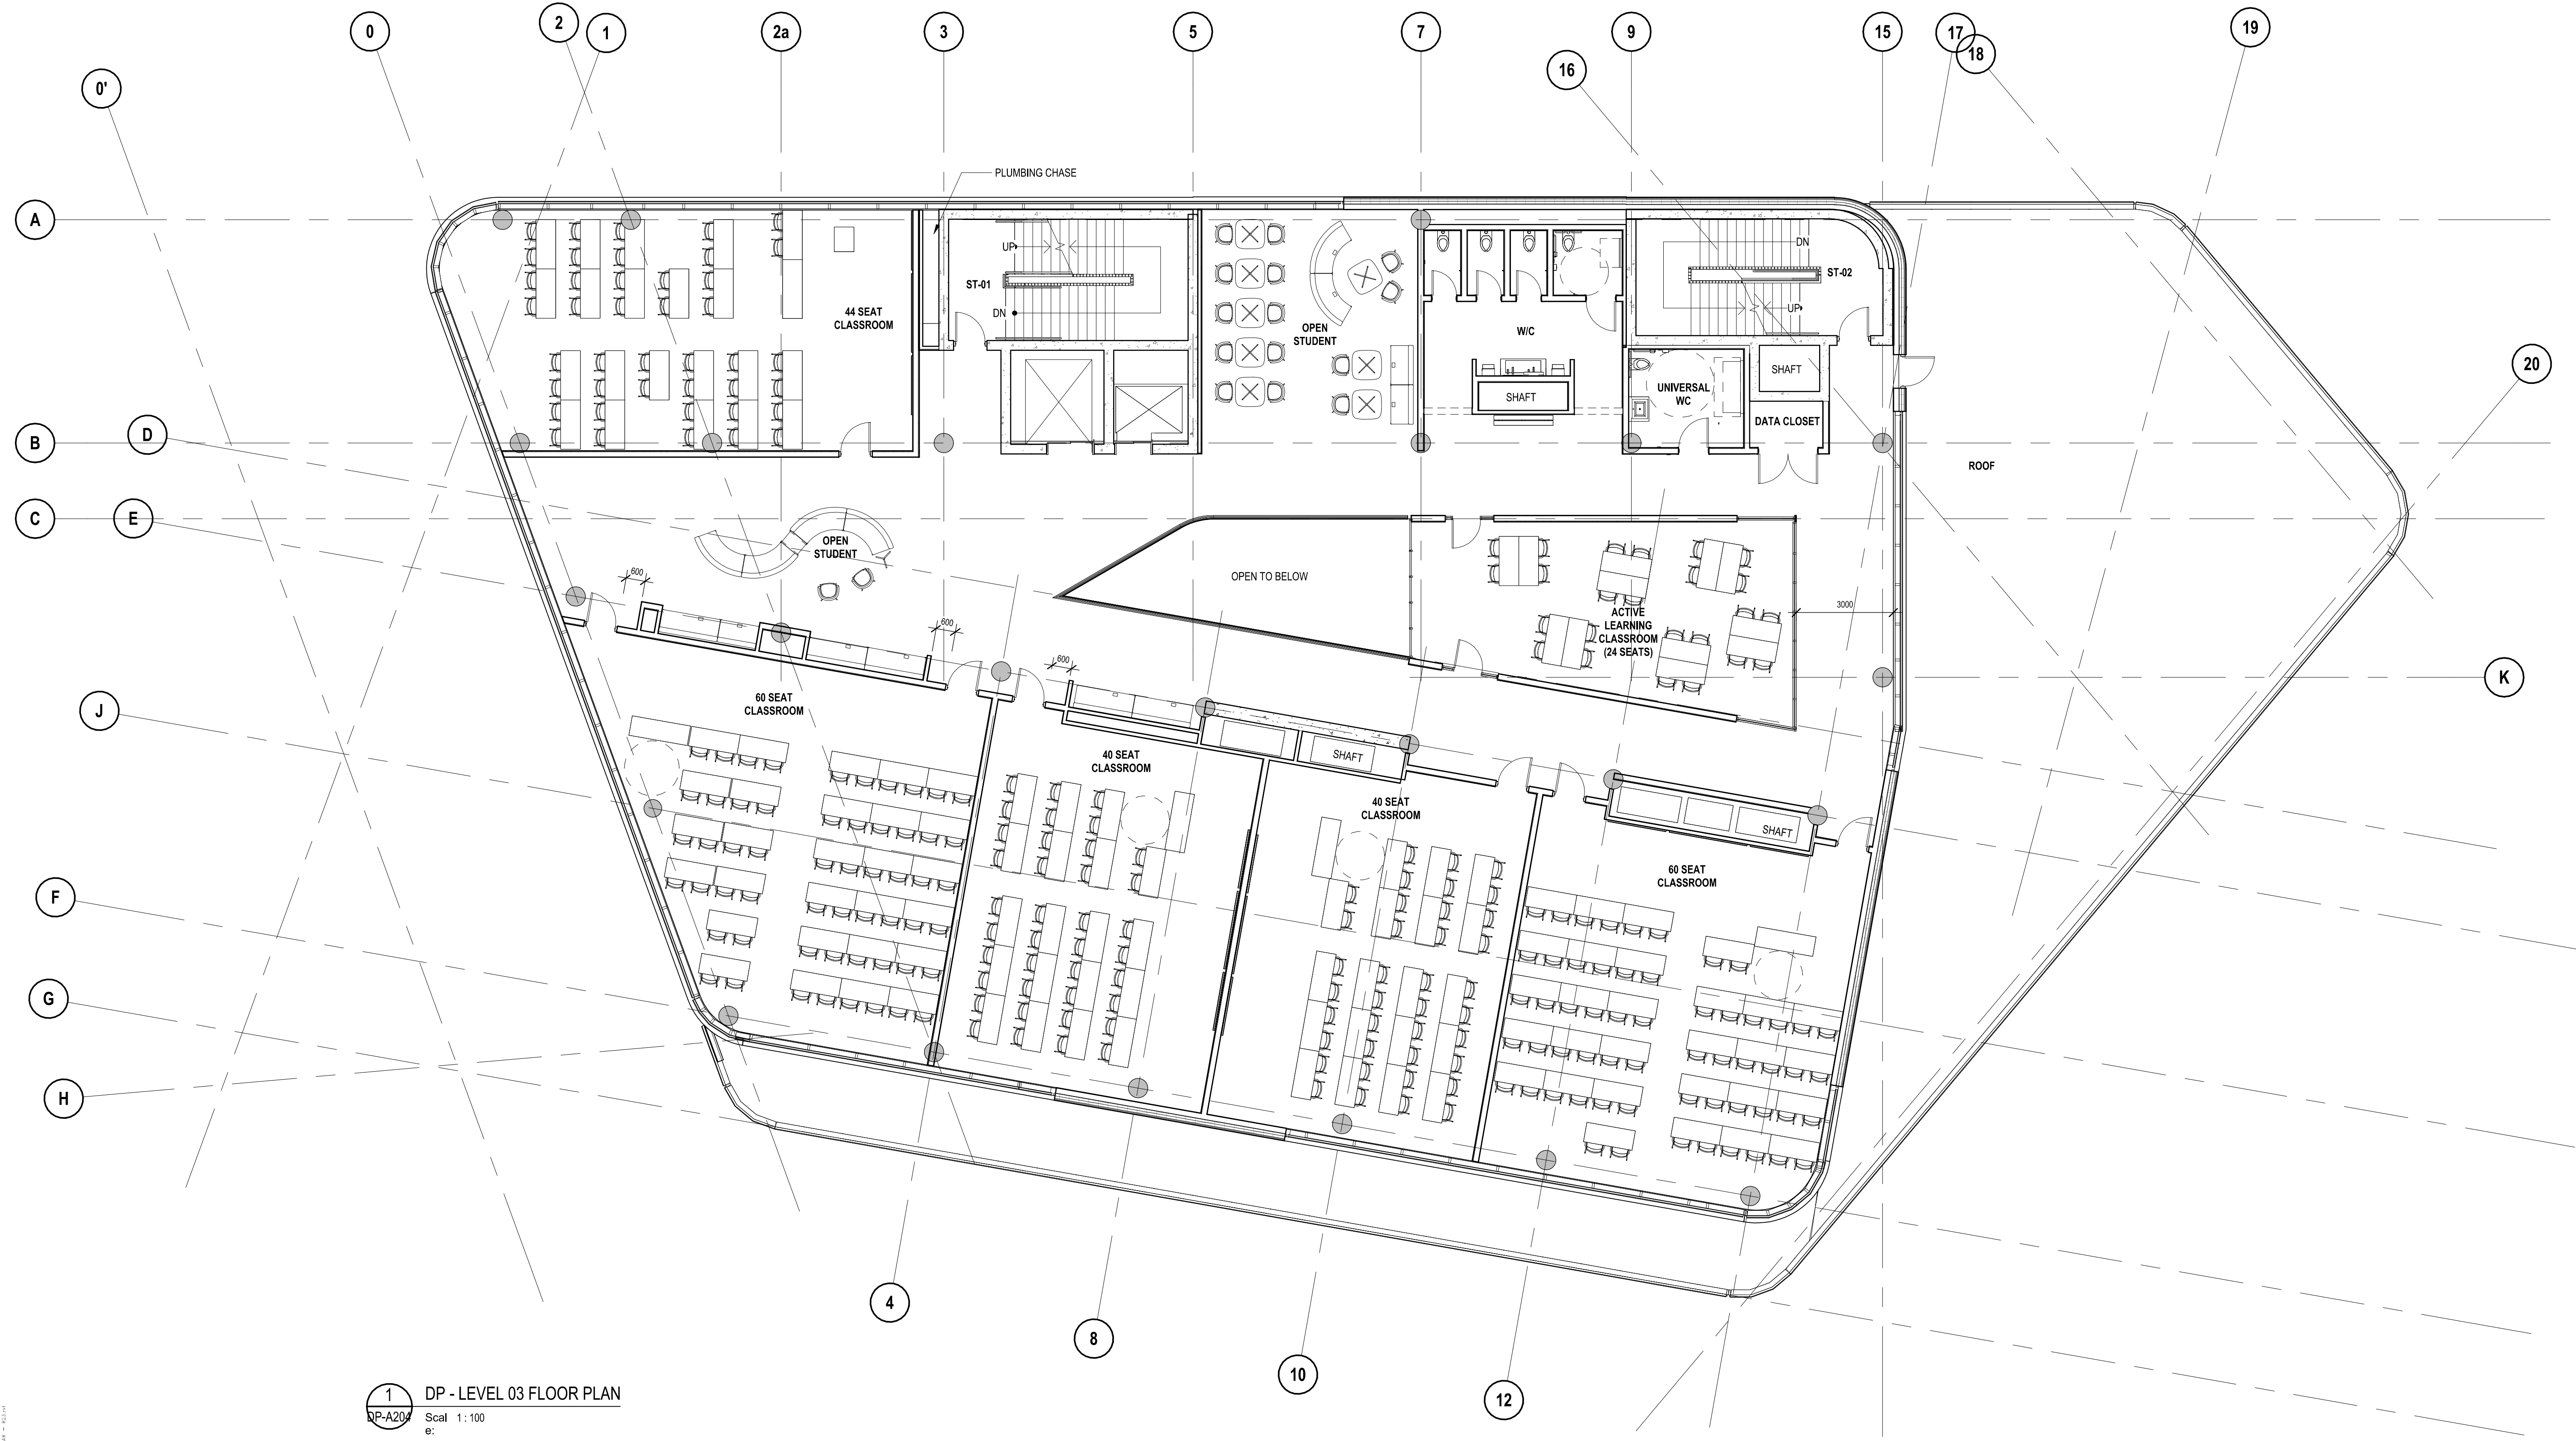 0
2
1
2a
3
5
7
9
15
17
18
19
16
0'
PLUMBING CHASE
A
UP
DN
ST-01
44 SEAT
CLASSROOM
OPEN
STUDENT
W/C
SHAFT
DN
ST-02
UP
SHAFT
UNIVERSAL
WC
DATA CLOSET
20
B
D
ROOF
C
E
OPEN
STUDENT
OPEN TO BELOW
600
600
600
ACTIVE
LEARNING
CLASSROOM
(24 SEATS)
3000
K
J
60 SEAT
CLASSROOM
40 SEAT
CLASSROOM
SHAFT
40 SEAT
CLASSROOM
SHAFT
60 SEAT
CLASSROOM
F
G
H
4
8
10
12
1
DP-A204
DP - LEVEL 03 FLOOR PLAN
Scal 1 : 100
e: